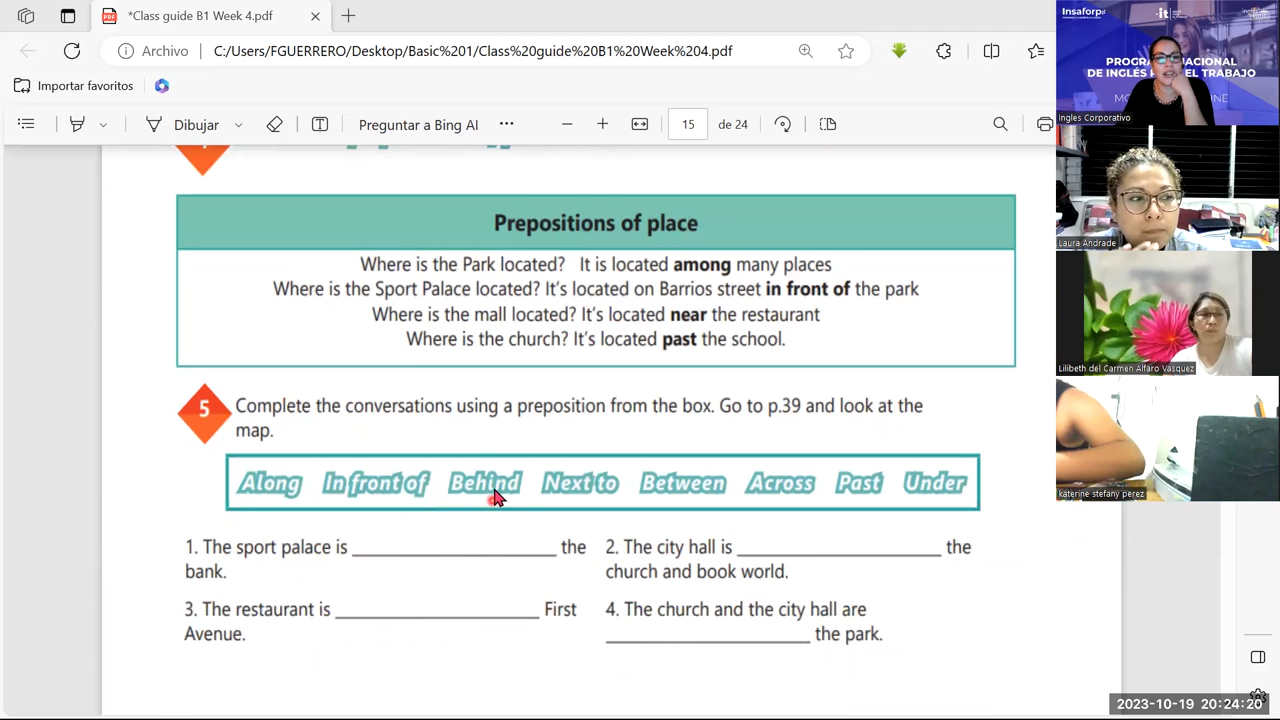 *Class guide B1 Week 4.pdf
Archivo
C:/Users/FGUERRERO/Desktop/Basic%201/Class%20guide%20B1%20Week%204.pdf
Importar favoritos
Dibujar
Preguntar a Bing AI
15
de 24
Prepositions of place
Where is the Park located? It is located among many places
Where is the Sport Palace located? It's located on Barrios street in front of the park
Where is the mall located? It's located near the restaurant
Where is the church? It's located past the school.
5
Complete the conversations using a preposition from the box. Go to p.39 and look at the
map.
Along In front of Behind Next to Between Across Past Under
1. The sport palace is ____________________ the
bank.
2. The city hall is ____________________ the
church and book world.
3. The restaurant is ____________________ First
Avenue.
4. The church and the city hall are
____________________ the park.
Insaforp
it
PROGRAMA NACIONAL
DE INGLÉS PARA EL TRABAJO
Ingles Corporativo
Laura Andrade
Lilibeth del Carmen Alfaro Vasquez
katerine stefany perez
2023-10-19 20:24:20